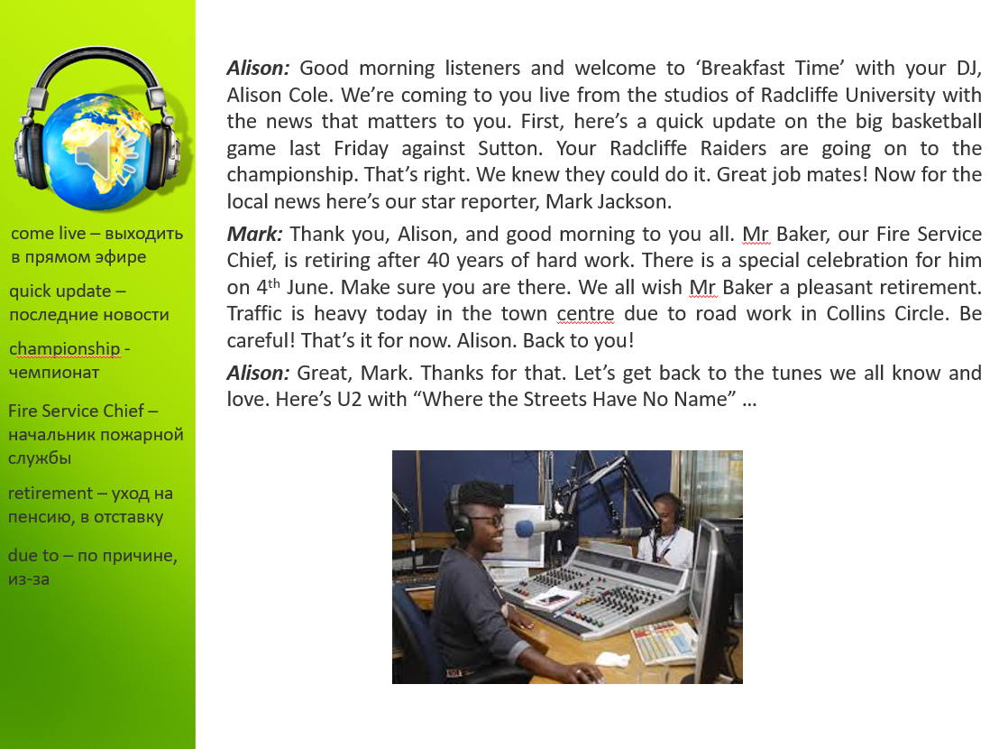 come live – выходить
в прямом эфире
quick update –
последние новости
championship -
чемпионат
Fire Service Chief –
начальник пожарной
службы
retirement – уход на
пенсию, в отставку
due to – по причине,
из-за
Alison: Good morning listeners and welcome to ‘Breakfast Time’ with your DJ,
Alison Cole. We’re coming to you live from the studios of Radcliffe University with
the news that matters to you. First, here’s a quick update on the big basketball
game last Friday against Sutton. Your Radcliffe Raiders are going on to the
championship. That’s right. We knew they could do it. Great job mates! Now for the
local news here’s our star reporter, Mark Jackson.
Mark: Thank you, Alison, and good morning to you all. Mr Baker, our Fire Service
Chief, is retiring after 40 years of hard work. There is a special celebration for him
on 4th June. Make sure you are there. We all wish Mr Baker a pleasant retirement.
Traffic is heavy today in the town centre due to road work in Collins Circle. Be
careful! That’s it for now. Alison. Back to you!
Alison: Great, Mark. Thanks for that. Let’s get back to the tunes we all know and
love. Here’s U2 with “Where the Streets Have No Name” …